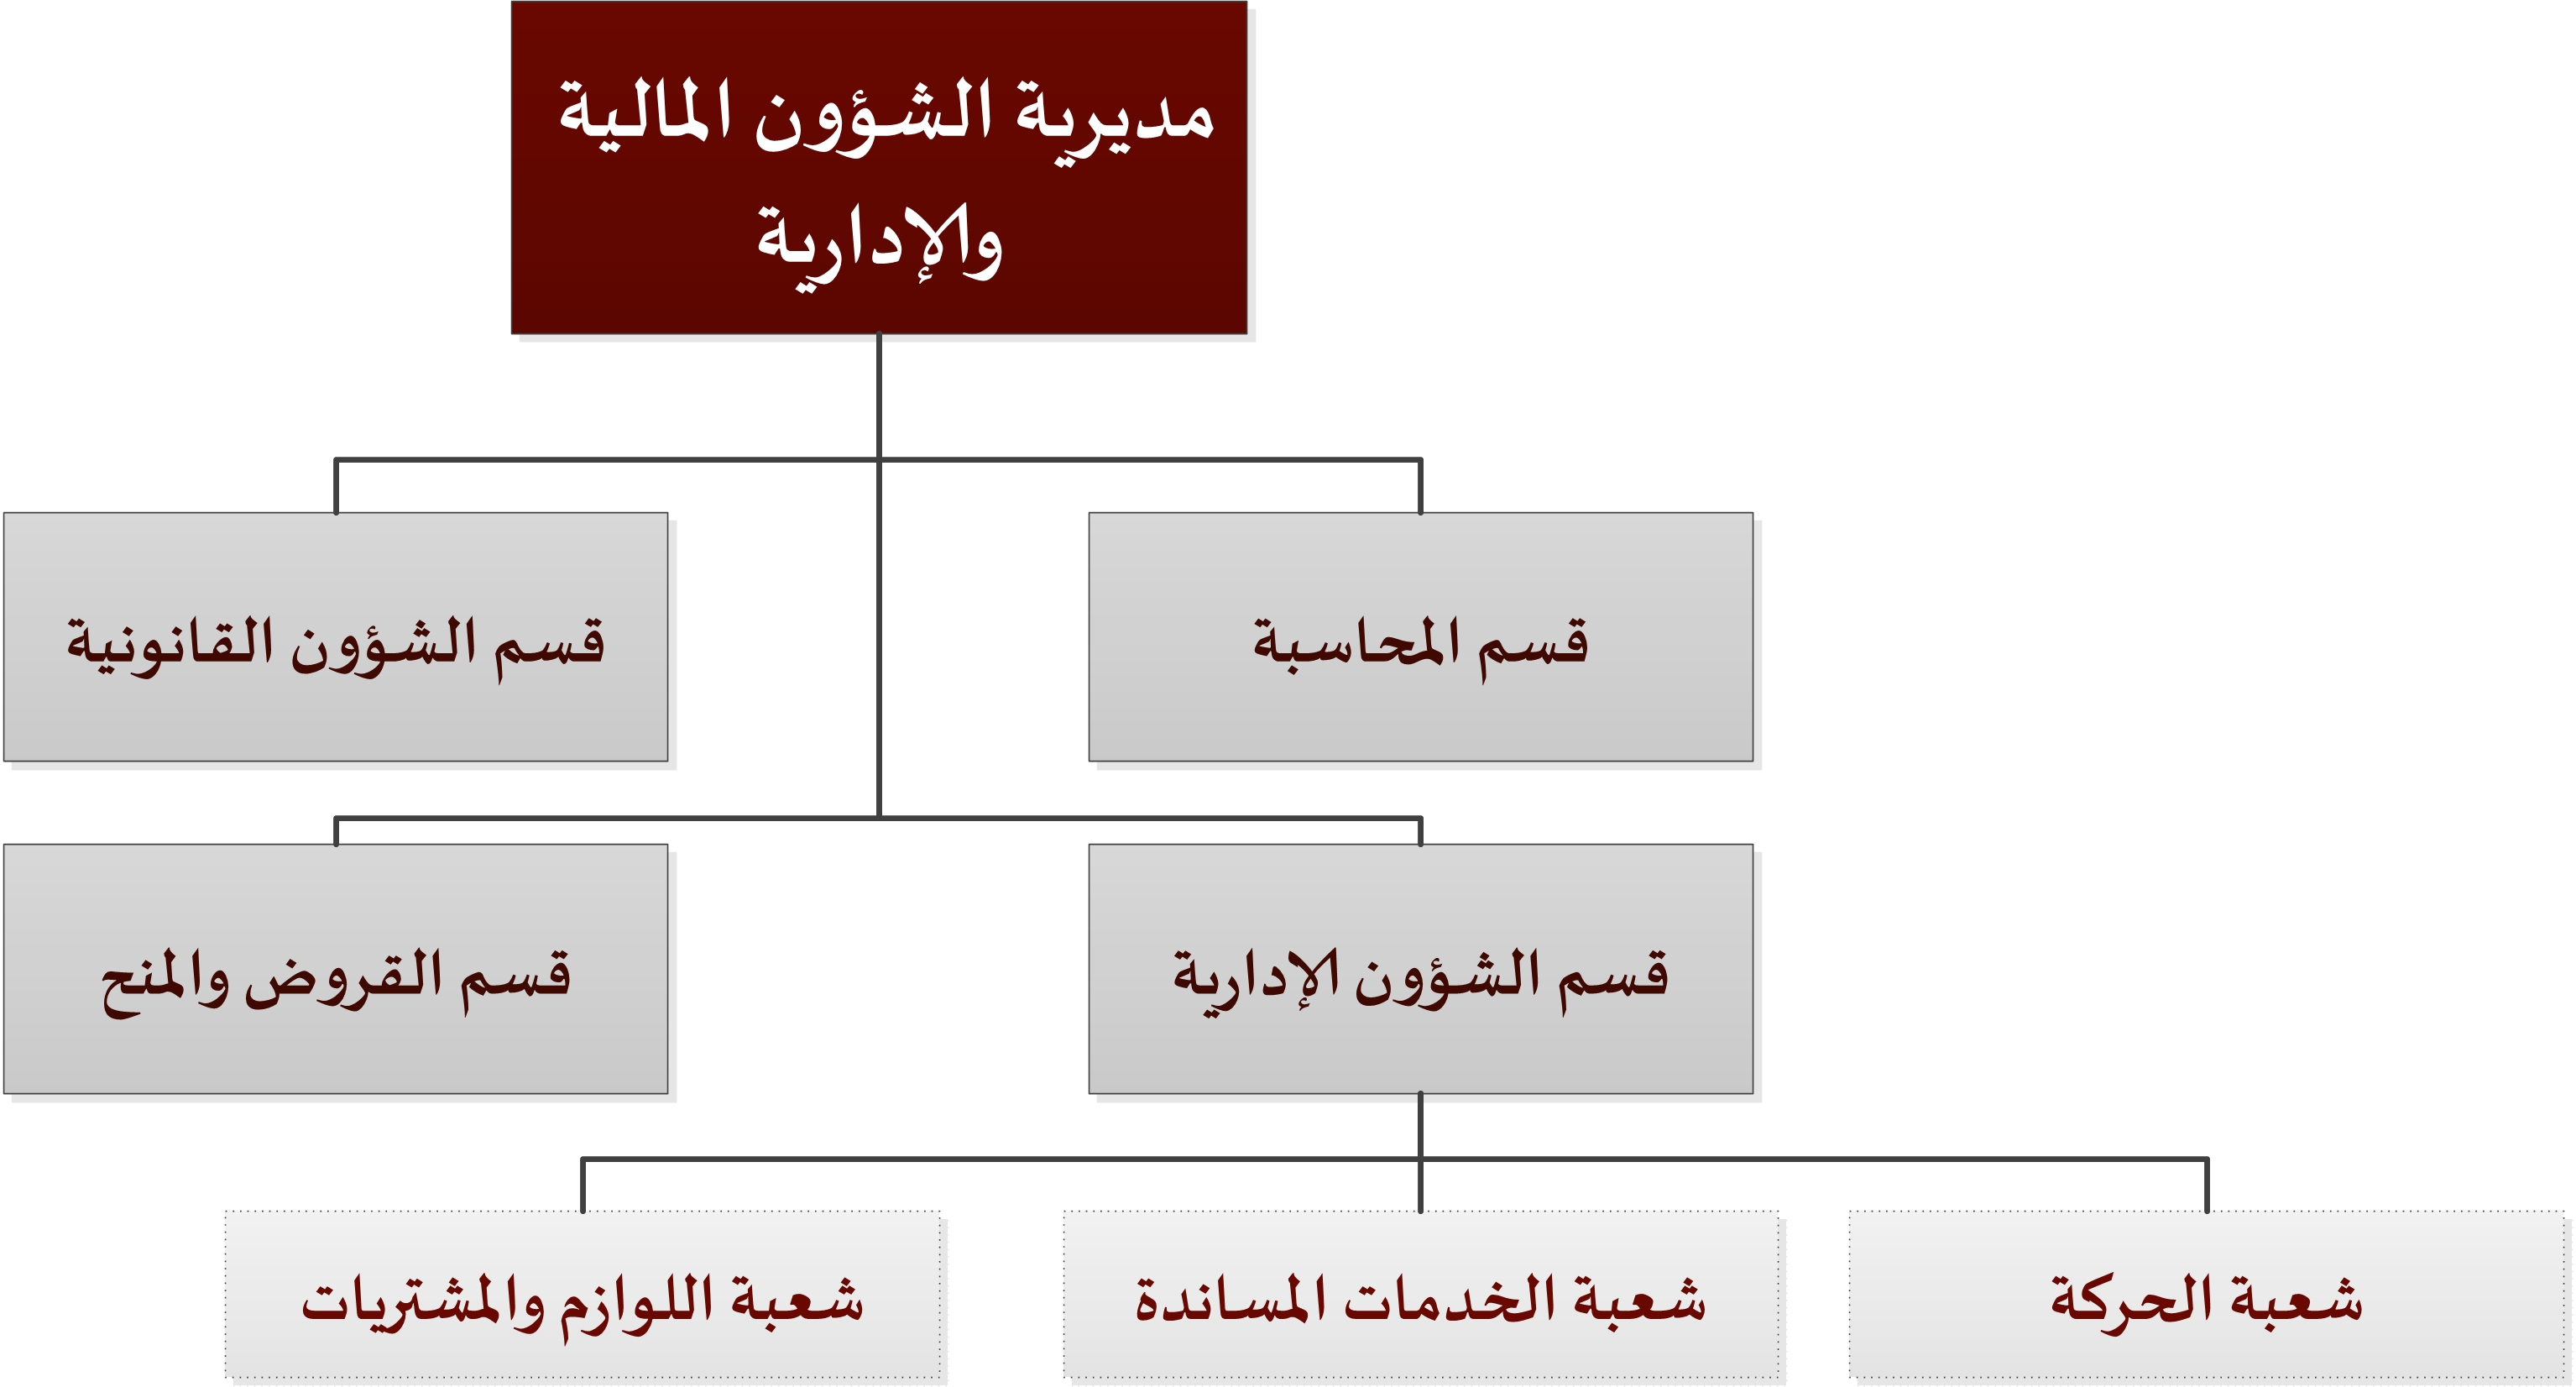 مديرية الشؤون المالية
والإدارية
قسم المحاسبة
قسم الشؤون القانونية
قسم الشؤون الإدارية
قسم القروض والمنح
شعبة الحركة
شعبة الخدمات المساندة
شعبة اللوازم والمشتريات